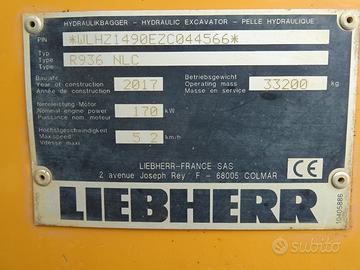 HYDRAULIKBAGGER - HYDRAULIC EXCAVATOR - PELLE HYDRAULIQUE
PIN *WLHZ1490EZC044566*
Typ
Type
Type R936 NLC
Baujahr
Year of construction
Année de construction 2017
Betriebsgewicht
Operating mass
Masse en service 33200 kg
Nennleistung-Motor
Nominal engine power
Puissance nom. moteur 170 kW
Höchstgeschwindigkeit
Max speed
Vitesse maxi 5,2 km/h
LIEBHERR-FRANCE SAS
2 avenue Joseph Rey F - 68005 COLMAR
CE
LIEBHERR
10405886
subito